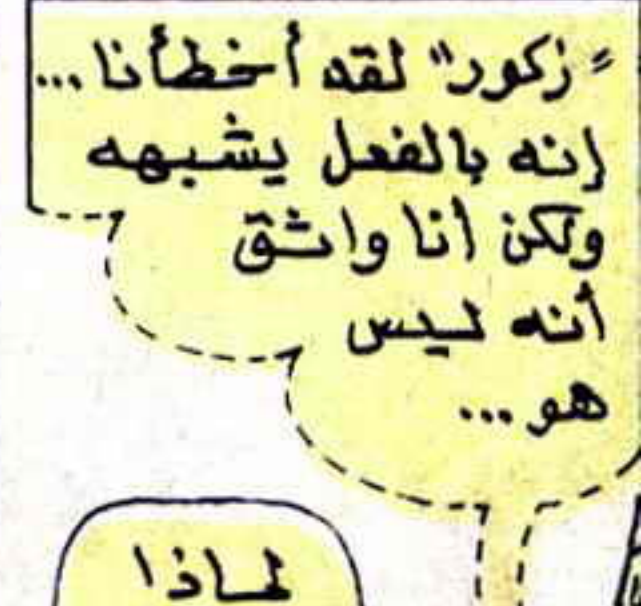 "زكور" لقد أخطأنا...
إنه بالفعل يشبهه
ولكن أنا واثق
أنه ليس
هو...
لماذا